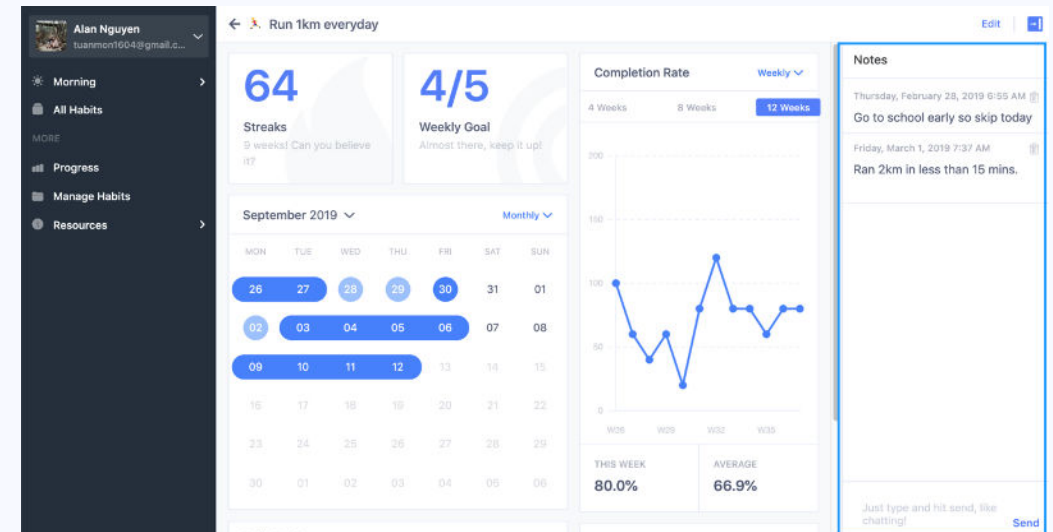 Alan Nguyen
tuanmon1604@gmail.c...
Morning
All Habits
MORE
Progress
Manage Habits
Resources
Run 1km everyday
Edit
64
Streaks
9 weeks! Can you believe
it?
4/5
Weekly Goal
Almost there, keep it up!
September 2019
Monthly
MON TUE WED THU FRI SAT SUN
26 27 28 29 30 31 01
02 03 04 05 06 07 08
09 10 11 12 13 14 15
16 17 18 19 20 21 22
23 24 25 26 27 28 29
30 01 02 03 04 05 06
Completion Rate
Weekly
4 Weeks 8 Weeks 12 Weeks
200
150
100
50
0
W26 W29 W32 W35
THIS WEEK
80.0%
AVERAGE
66.9%
Notes
Thursday, February 28, 2019 6:55 AM
Go to school early so skip today
Friday, March 1, 2019 7:37 AM
Ran 2km in less than 15 mins.
Just type and hit send, like
chatting!
Send